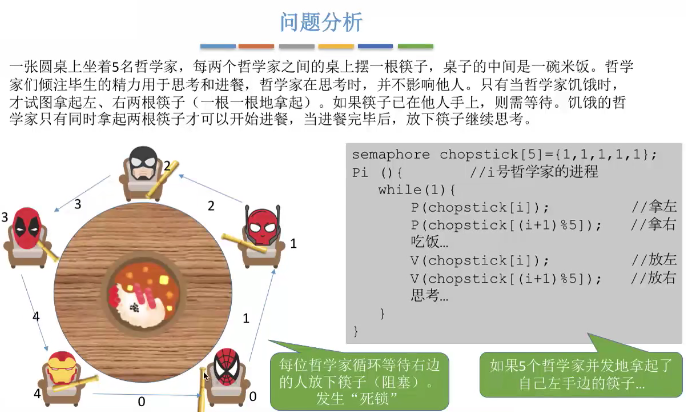 问题分析
一张圆桌上坐着5名哲学家，每两个哲学家之间的桌上摆一根筷子，桌子的中间是一碗米饭。哲学
家们倾注毕生的精力用于思考和进餐，哲学家在思考时，并不影响他人。只有当哲学家饥饿时，
才试图拿起左、右两根筷子（一根一根地拿起）。如果筷子已在他人手上，则需等待。饥饿的哲
学家只有同时拿起两根筷子才可以开始进餐，当进餐完毕后，放下筷子继续思考。
2
3
2
3
1
4
1
4
0
0
semaphore chopstick[5]={1,1,1,1,1};
Pi (){ //i号哲学家的进程
while(1){
P(chopstick[i]); //拿左
P(chopstick[(i+1)%5]); //拿右
吃饭…
V(chopstick[i]); //放左
V(chopstick[(i+1)%5]); //放右
思考…
}
}
每位哲学家循环等待右边
的人放下筷子（阻塞）。
发生“死锁”
如果5个哲学家并发地拿起了
自己左手边的筷子…